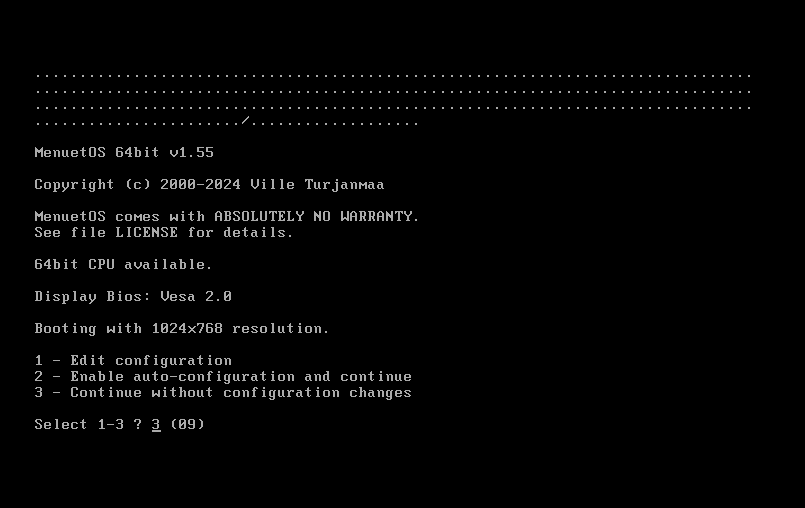 ................................................................................
................................................................................
................................................................................
......................./...................
MenuetOS 64bit v1.55
Copyright (c) 2000-2024 Ville Turjanmaa
MenuetOS comes with ABSOLUTELY NO WARRANTY.
See file LICENSE for details.
64bit CPU available.
Display Bios: Vesa 2.0
Booting with 1024x768 resolution.
1 - Edit configuration
2 - Enable auto-configuration and continue
3 - Continue without configuration changes
Select 1-3 ? 3 (09)